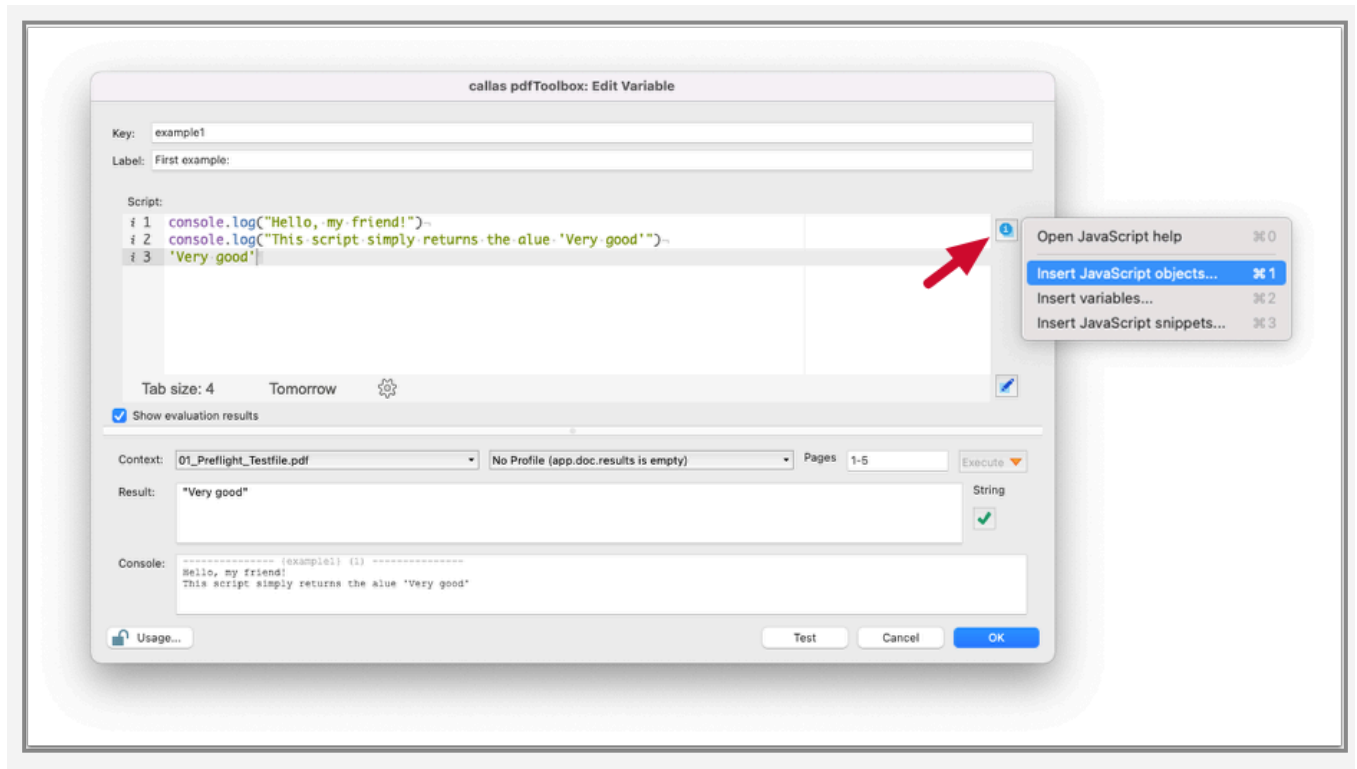 callas pdfToolbox: Edit Variable
Key: example1
Label: First example:
Script:
i 1 console.log("Hello, my friend!")¬
i 2 console.log("This script simply returns the alue 'Very good'")¬
i 3 'Very good'
Open JavaScript help ⌘0
Insert JavaScript objects... ⌘1
Insert variables... ⌘2
Insert JavaScript snippets... ⌘3
Tab size: 4 Tomorrow
Show evaluation results
Context: 01_Preflight_Testfile.pdf No Profile (app.doc.results is empty) Pages 1-5 Execute
Result: "Very good" String
Console: --------------- {example1} (1) ---------------
Hello, my friend!
This script simply returns the alue 'Very good'
Usage... Test Cancel OK